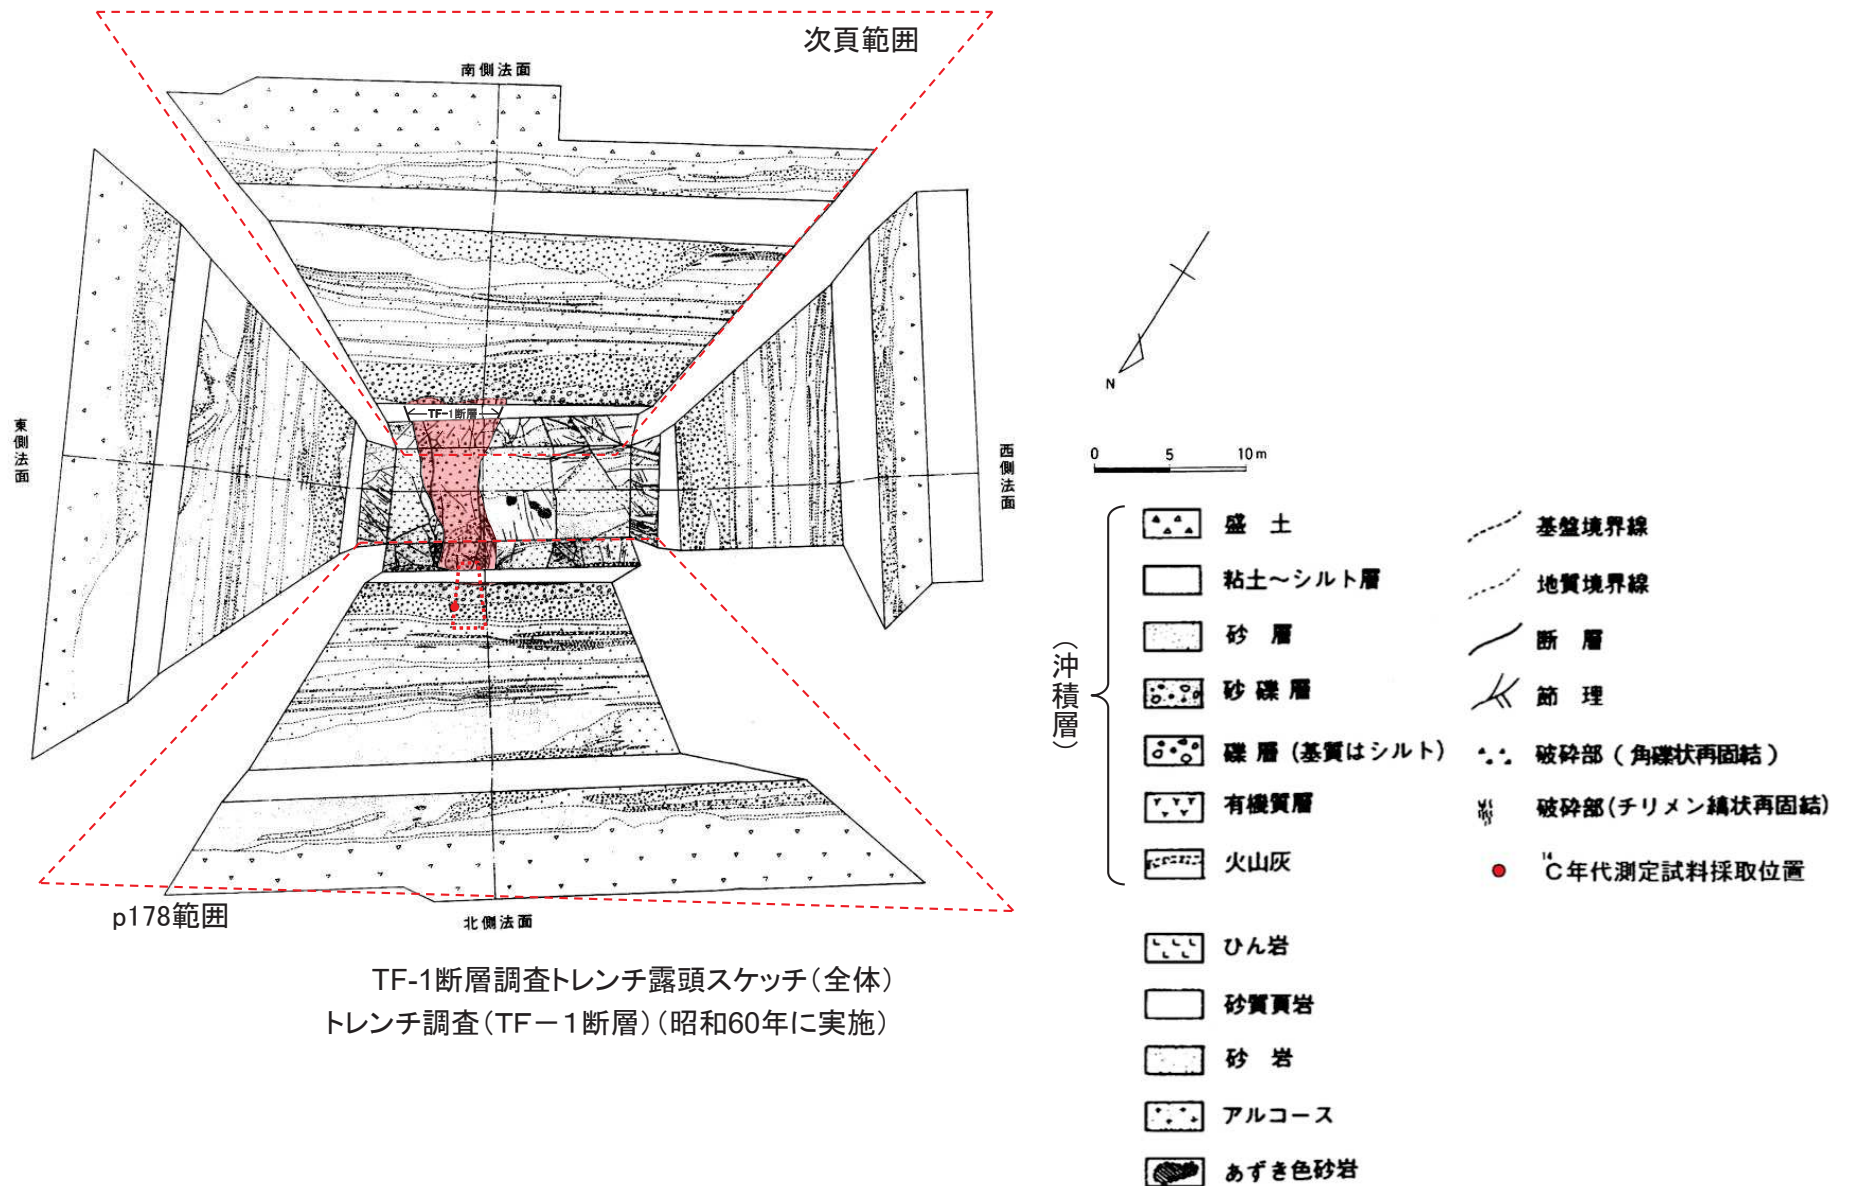 次頁範囲
南側法面
東側法面
TF-1断層
西側法面
N
0 5 10m
p178範囲
北側法面
TF-1断層調査トレンチ露頭スケッチ（全体）
トレンチ調査（TF－１断層）（昭和60年に実施）
（沖積層）
盛土
粘土～シルト層
砂層
砂礫層
礫層（基質はシルト）
有機質層
火山灰
ひん岩
砂質頁岩
砂岩
アルコース
あずき色砂岩
基盤境界線
地質境界線
断層
節理
破砕部（角礫状再固結）
破砕部（チリメン縞状再固結）
14C年代測定試料採取位置